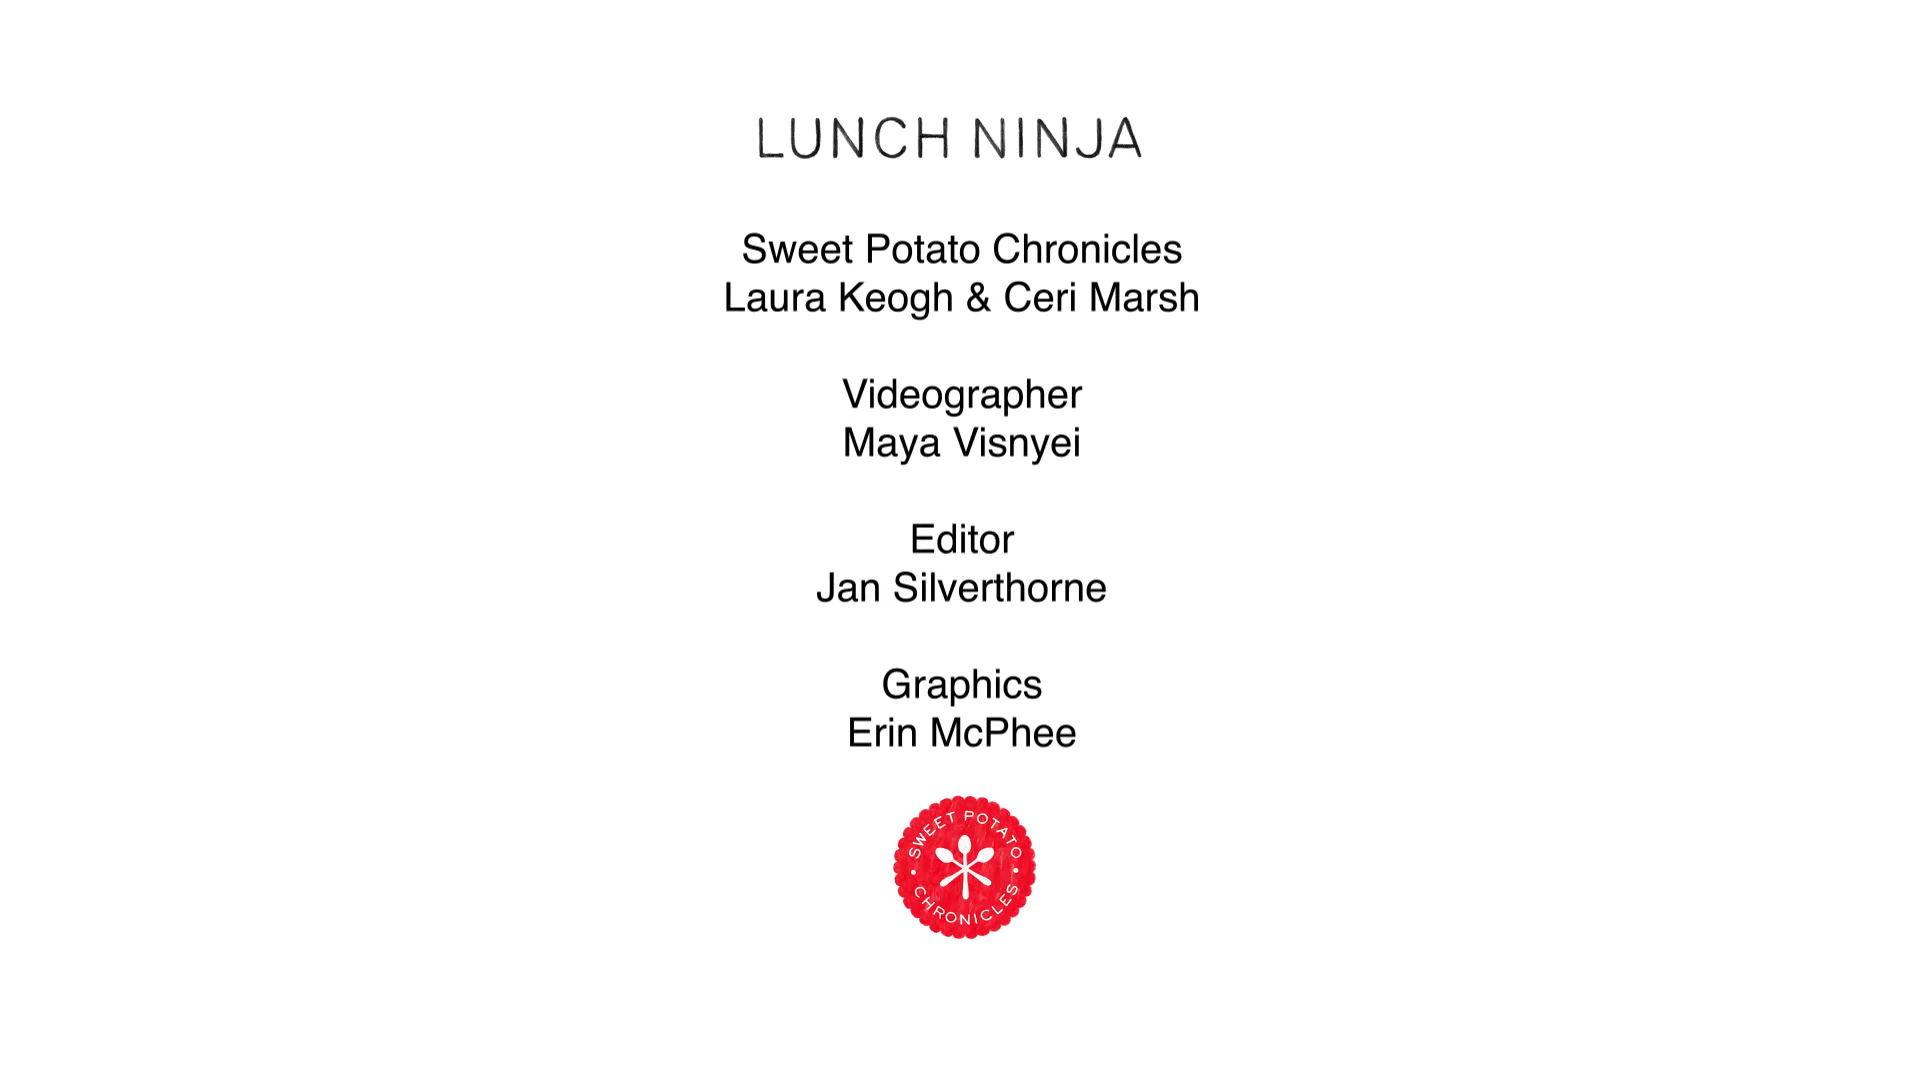 LUNCH NINJA
Sweet Potato Chronicles
Laura Keogh & Ceri Marsh
Videographer
Maya Visnyei
Editor
Jan Silverthorne
Graphics
Erin McPhee
SWEET POTATO
• CHRONICLES •